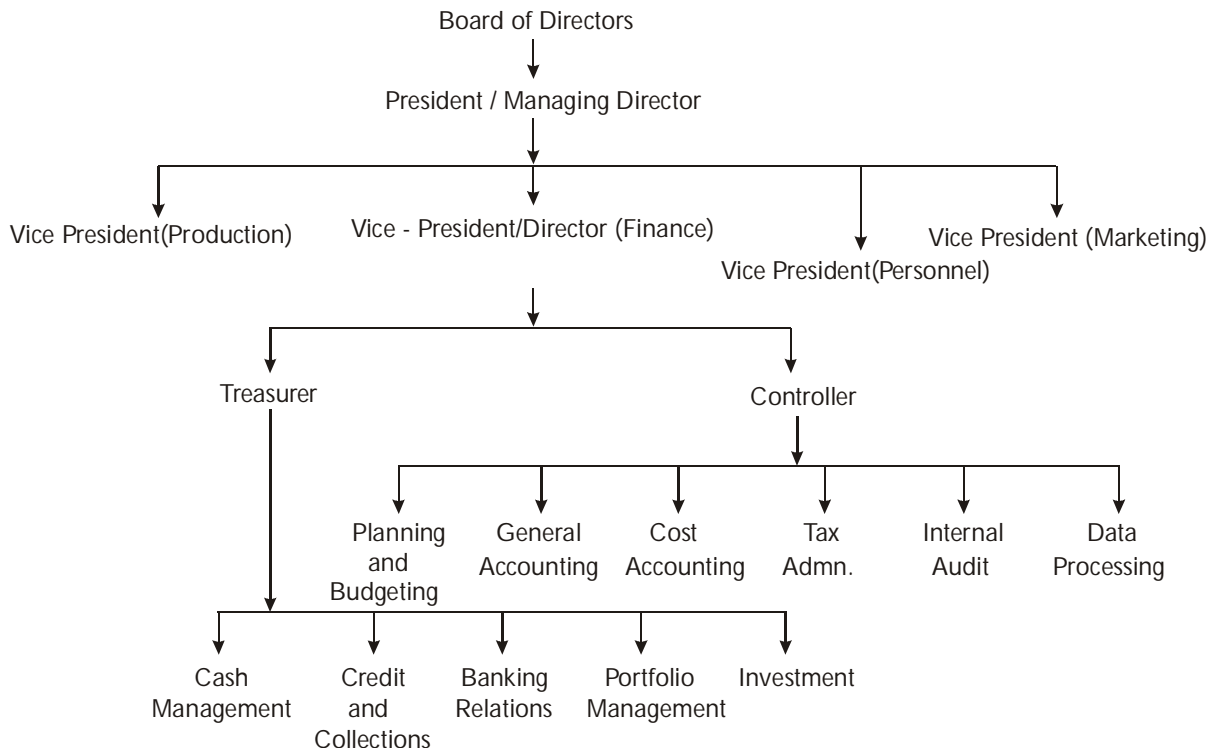 Board of Directors
President / Managing Director
Vice President(Production)
Vice - President/Director (Finance)
Vice President(Personnel)
Vice President (Marketing)
Treasurer
Controller
Planning
and
Budgeting
General
Accounting
Cost
Accounting
Tax
Admn.
Internal
Audit
Data
Processing
Cash
Management
Credit
and
Collections
Banking
Relations
Portfolio
Management
Investment